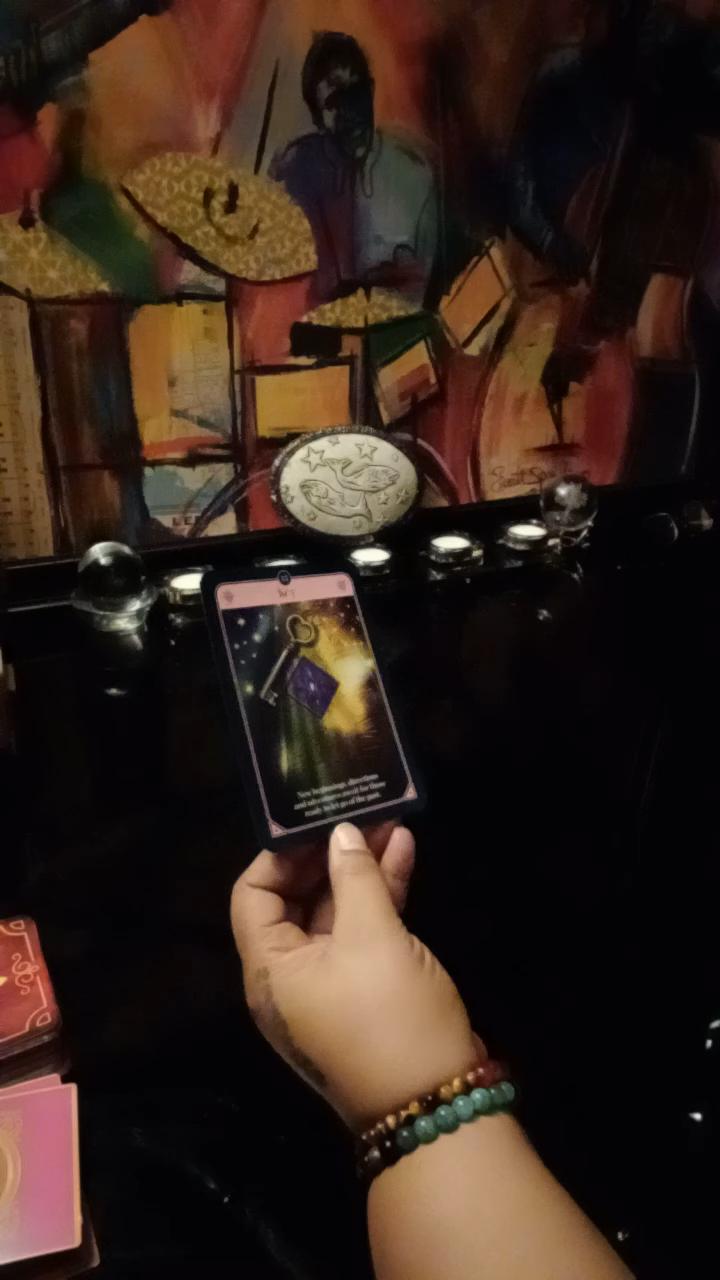 New beginnings, directions
and adventures await for those
ready to let go of the past.